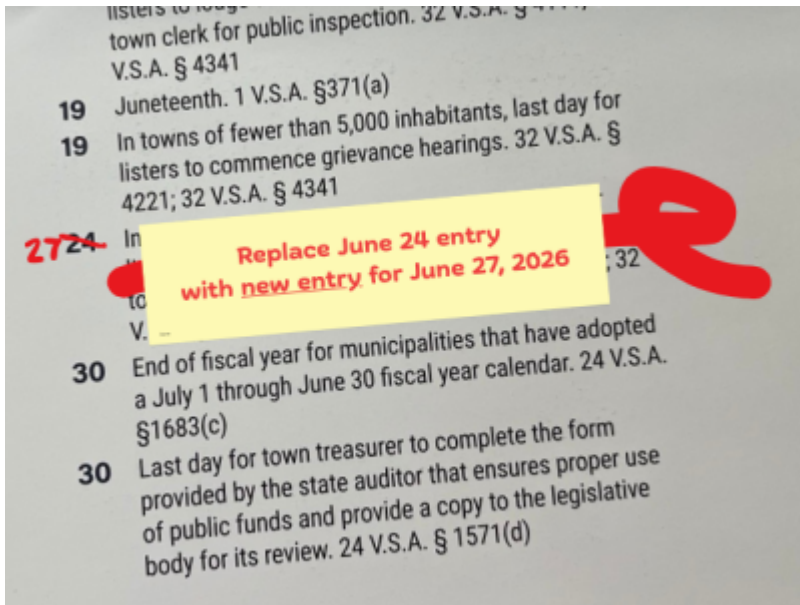 town clerk for public inspection. 32 V.S.A. §
V.S.A. § 4341
19 Juneteenth. 1 V.S.A. §371(a)
19 In towns of fewer than 5,000 inhabitants, last day for
listers to commence grievance hearings. 32 V.S.A. §
4221; 32 V.S.A. § 4341
27 24 In
Replace June 24 entry
with new entry for June 27, 2026
; 32
to
V.
30 End of fiscal year for municipalities that have adopted
a July 1 through June 30 fiscal year calendar. 24 V.S.A.
§1683(c)
30 Last day for town treasurer to complete the form
provided by the state auditor that ensures proper use
of public funds and provide a copy to the legislative
body for its review. 24 V.S.A. § 1571(d)